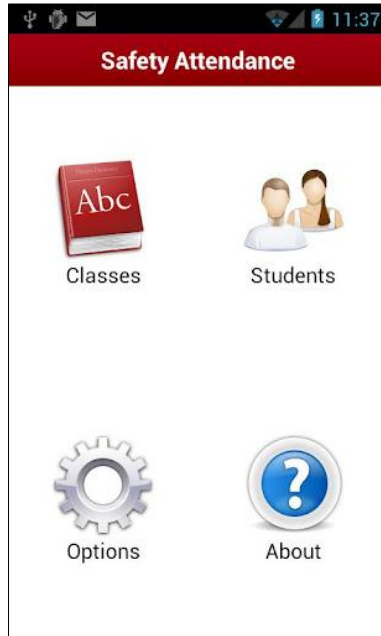 11:37
Safety Attendance
Abc
Classes
Students
Options
About